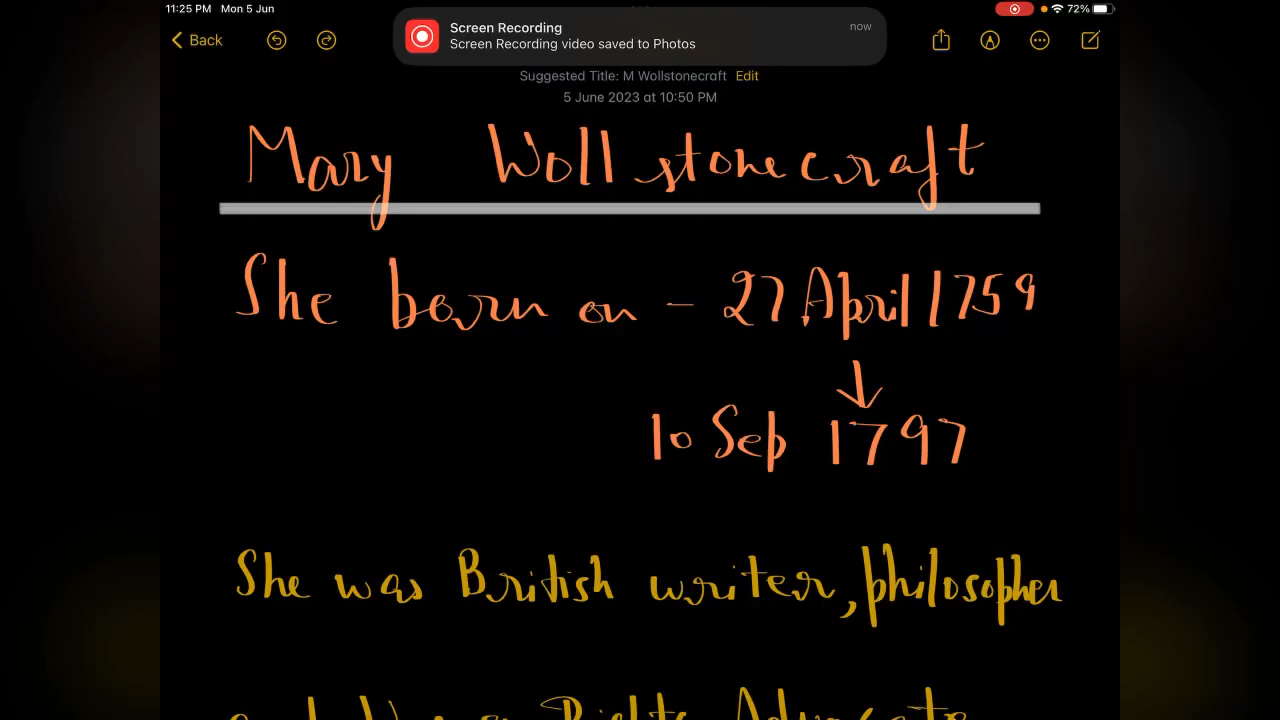 11:25 PM Mon 5 Jun
72%
Back
Screen Recording
now
Screen Recording video saved to Photos
Suggested Title: M Wollstonecraft Edit
5 June 2023 at 10:50 PM
Mary Wollstonecraft
She born on - 27 April 1759
↓
10 Sep 1797
She was British writer, philosopher
Rights Advocate